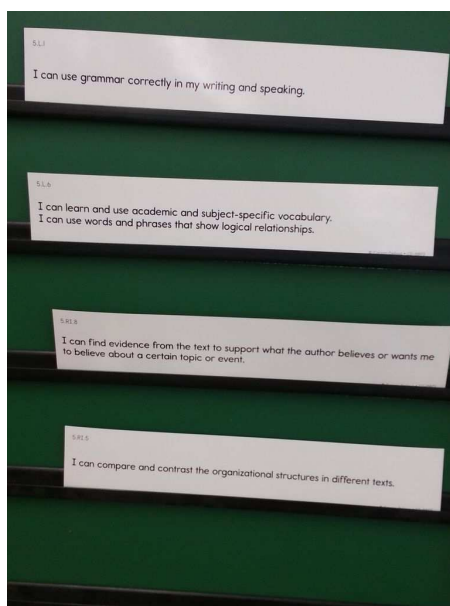 5.L.1
I can use grammar correctly in my writing and speaking.
5.L.6
I can learn and use academic and subject-specific vocabulary.
I can use words and phrases that show logical relationships.
5.RI.8
I can find evidence from the text to support what the author believes or wants me
to believe about a certain topic or event.
5.RI.5
I can compare and contrast the organizational structures in different texts.